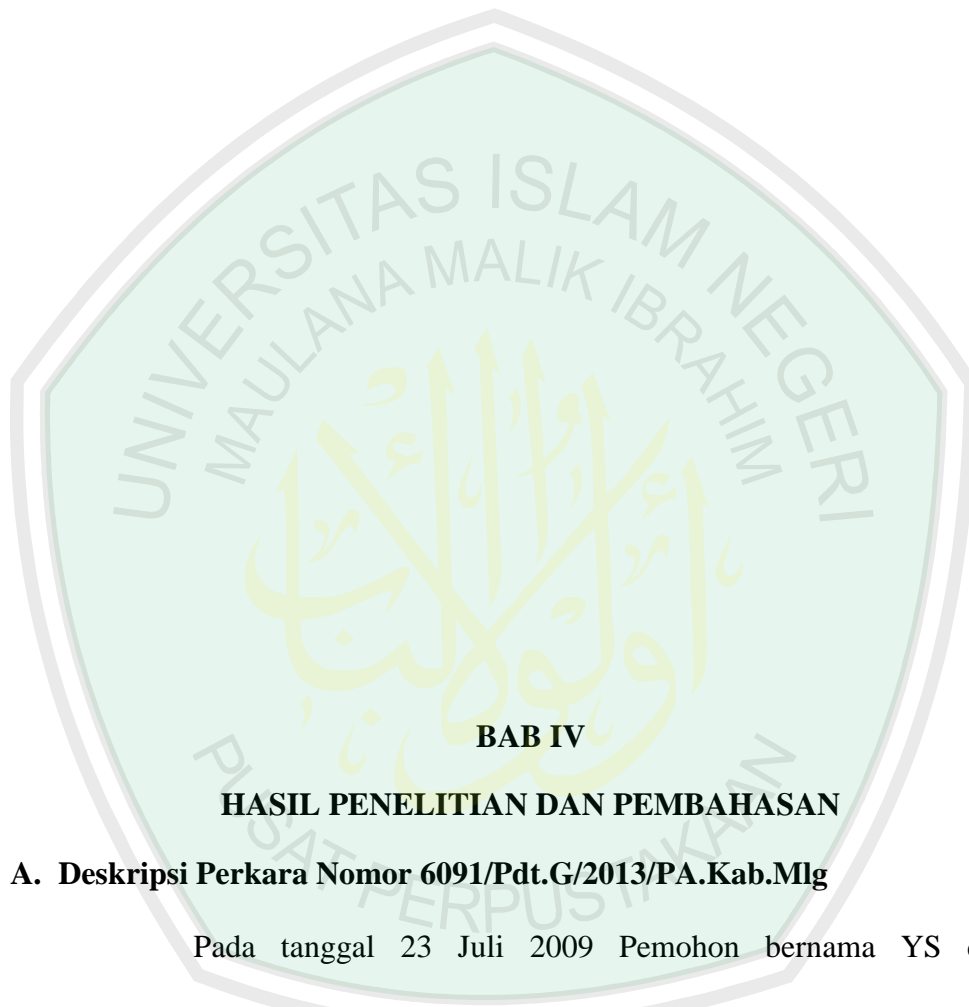 UNIVERSITAS ISLAM NEGERI
MAULANA MALIK IBRAHIM
BAB IV
HASIL PENELITIAN DAN PEMBAHASAN
A. Deskripsi Perkara Nomor 6091/Pdt.G/2013/PA.Kab.Mlg
PUSAT PERPUSTAKAAN
Pada tanggal 23 Juli 2009 Pemohon bernama YS